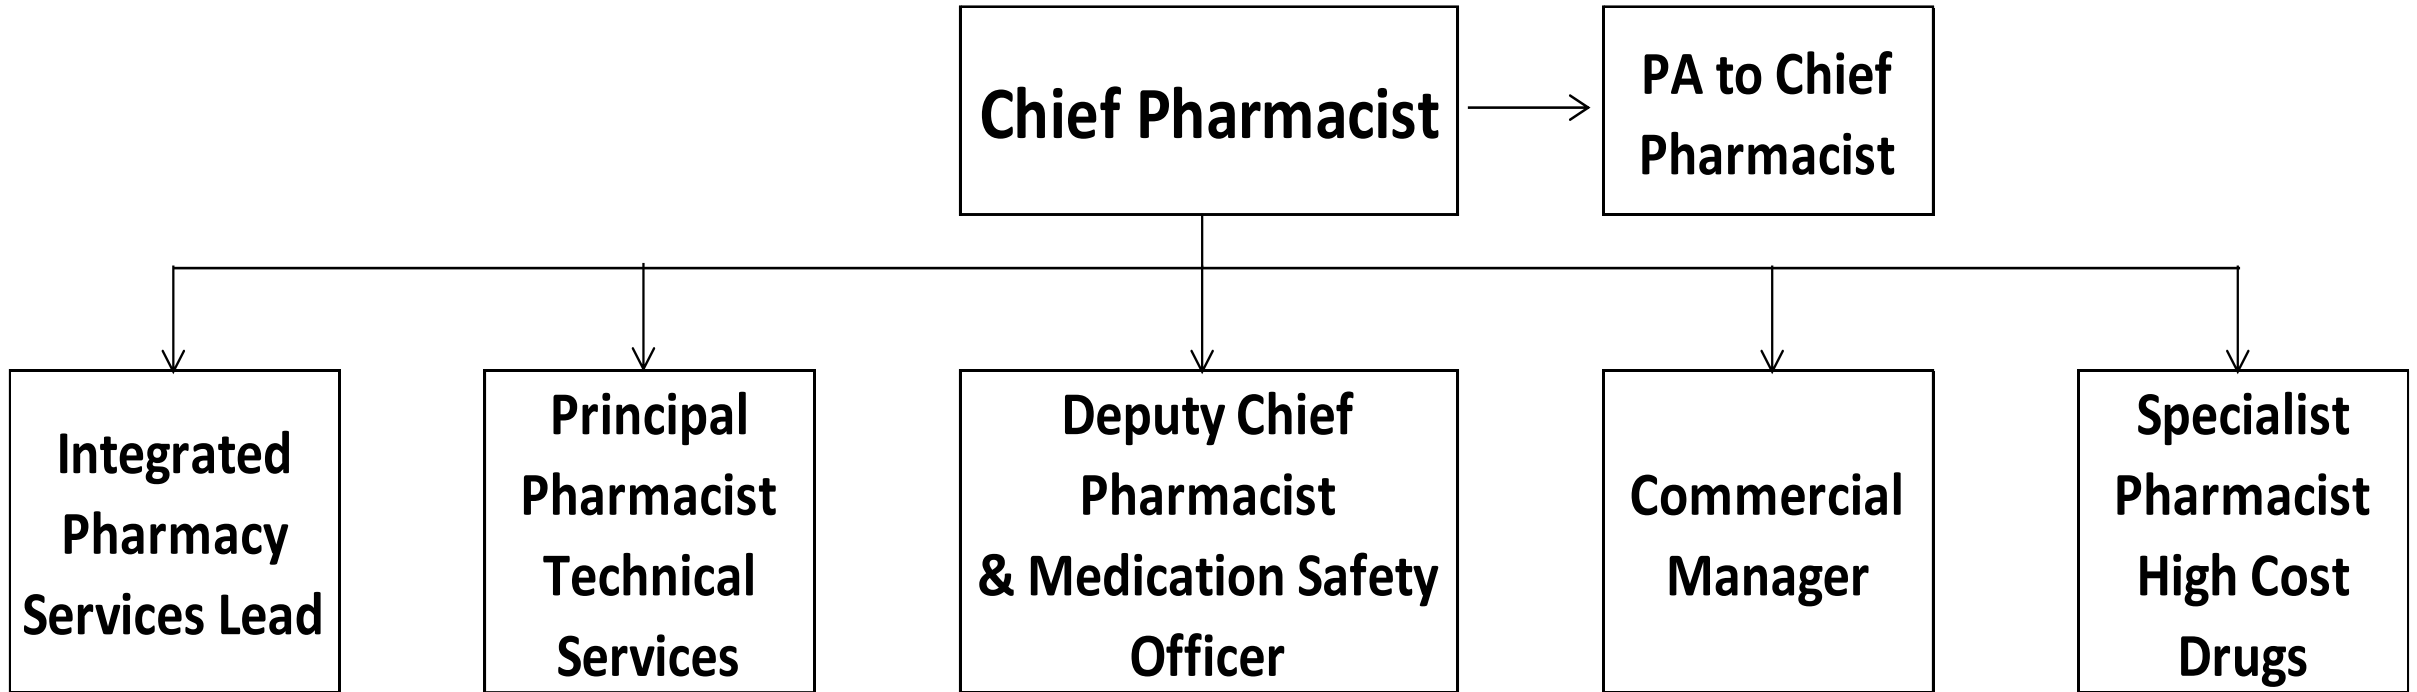 Chief Pharmacist
PA to Chief
Pharmacist
Integrated
Pharmacy
Services Lead
Principal
Pharmacist
Technical
Services
Deputy Chief
Pharmacist
& Medication Safety
Officer
Commercial
Manager
Specialist
Pharmacist
High Cost
Drugs